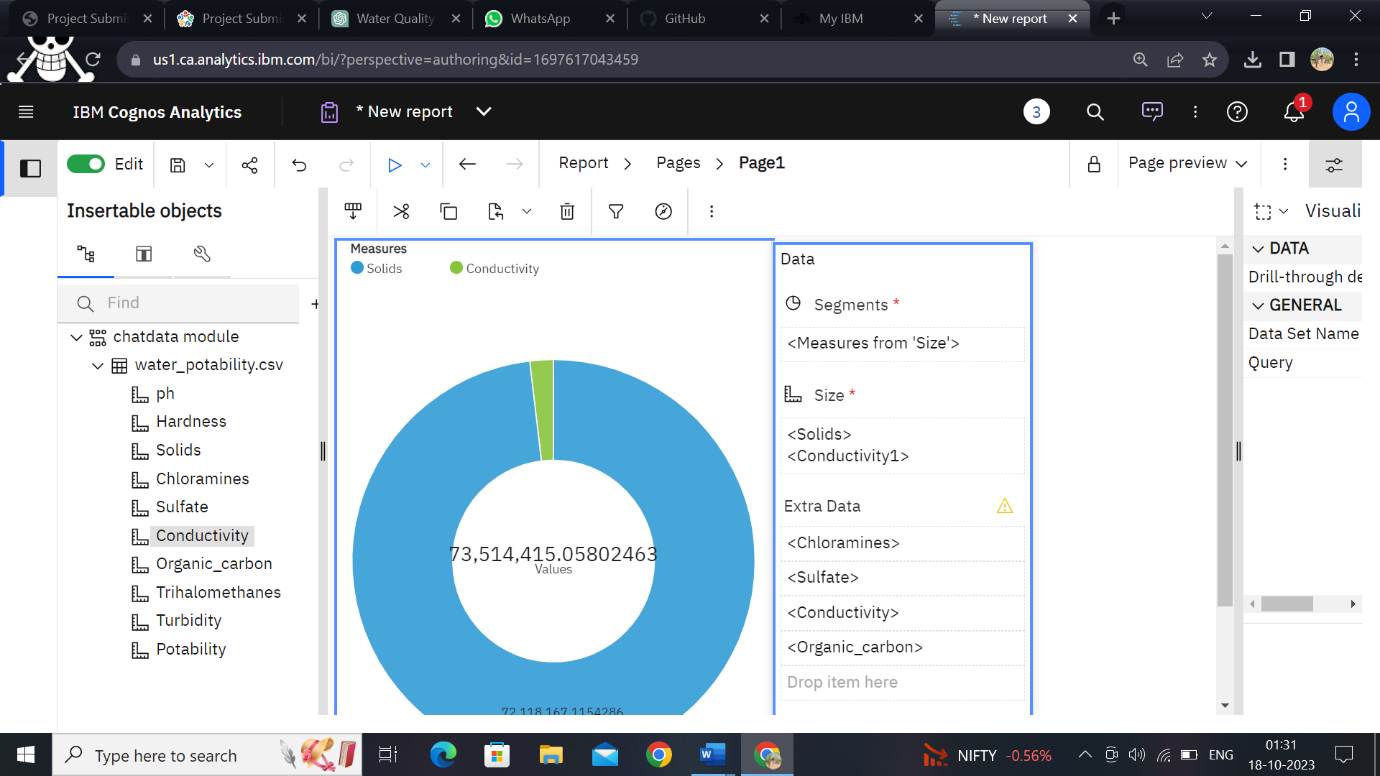 Project Submi
Project Submi
Water Quality
WhatsApp
GitHub
My IBM
* New report
us1.ca.analytics.ibm.com/bi/?perspective=authoring&id=1697617043459
IBM Cognos Analytics
* New report
3
1
Edit
Report
Pages
Page1
Page preview
Insertable objects
Visuali
Find
chatdata module
water_potability.csv
ph
Hardness
Solids
Chloramines
Sulfate
Conductivity
Organic_carbon
Trihalomethanes
Turbidity
Potability
Measures
Solids
Conductivity
73,514,415.05802463
Values
72,118,167.1154286
Data
Segments *
<Measures from 'Size'>
Size *
<Solids>
<Conductivity1>
Extra Data
<Chloramines>
<Sulfate>
<Conductivity>
<Organic_carbon>
Drop item here
DATA
Drill-through de
GENERAL
Data Set Name
Query
Type here to search
NIFTY -0.56%
ENG
01:31
18-10-2023